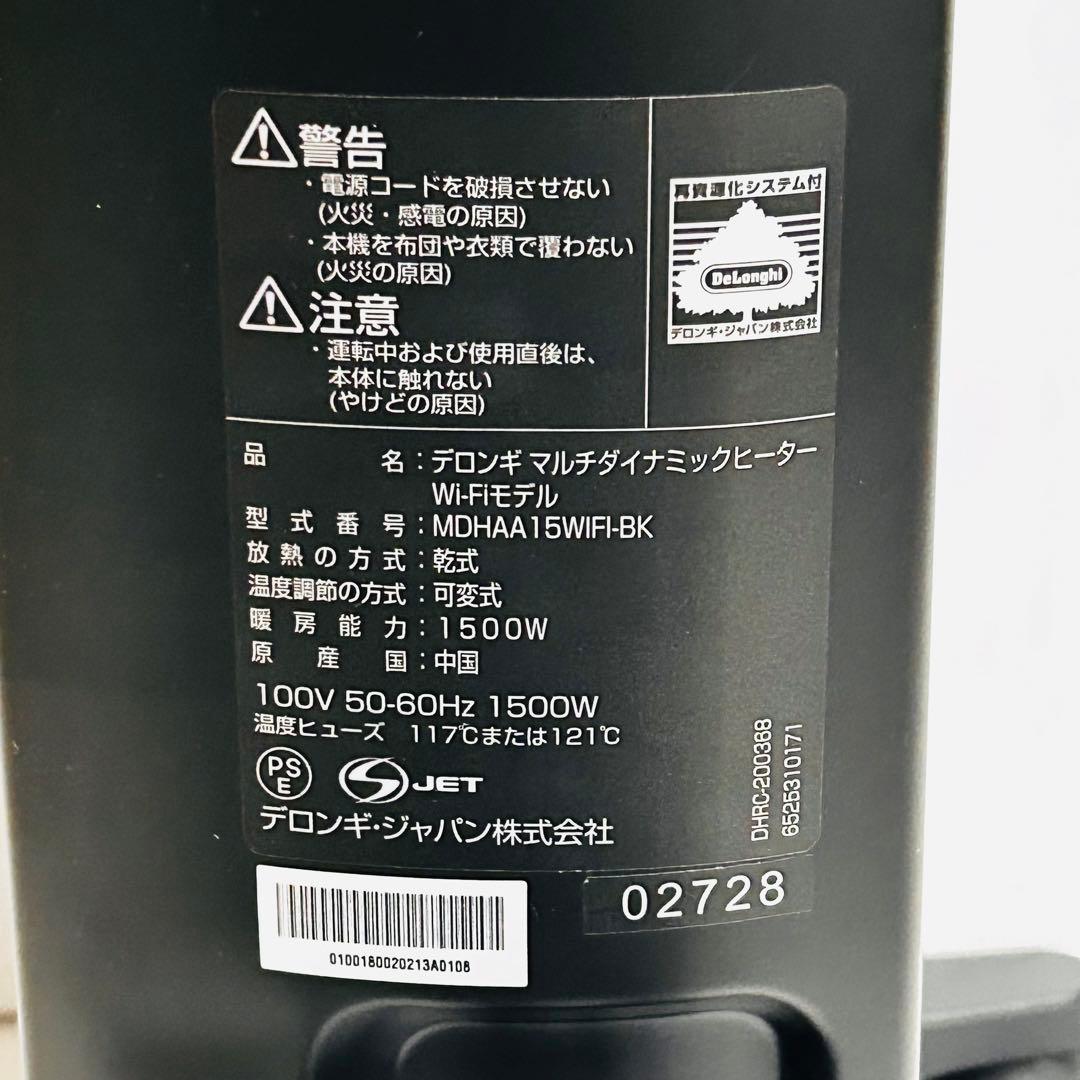 警告
・電源コードを破損させない
(火災・感電の原因)
・本機を布団や衣類で覆わない
(火災の原因)
注意
・運転中および使用直後は、
本体に触れない
(やけどの原因)
再資源化システム付
DeLonghi
デロンギ・ジャパン株式会社
品名：デロンギ マルチダイナミックヒーター
Wi-Fiモデル
型式番号：MDHAA15WIFI-BK
放熱の方式：乾式
温度調節の方式：可変式
暖房能力：1500W
原産国：中国
100V 50-60Hz 1500W
温度ヒューズ 117℃または121℃
PSE
JET
デロンギ・ジャパン株式会社
DHRC-200368
6525310171
02728
0100180020213A0108